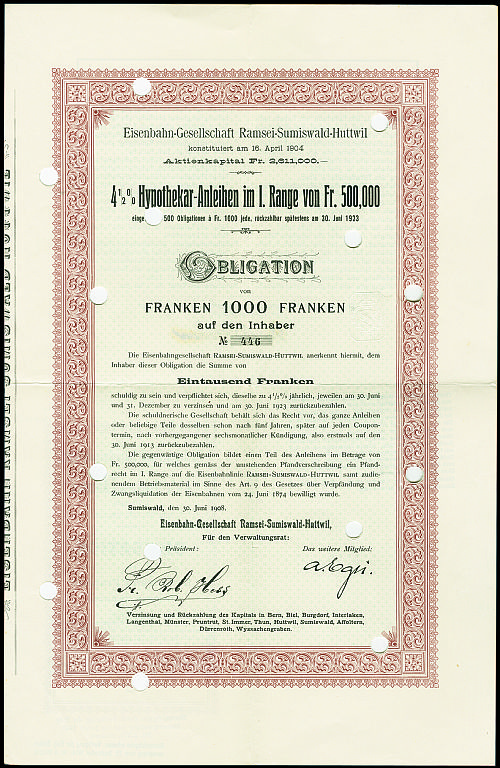 Eisenbahn-Gesellschaft Ramsei-Sumiswald-Huttwil
konstituiert am 16. April 1904
Aktienkapital Fr. 2,611,000.—
4 1/2 % Hypothekar-Anleihen im I. Range von Fr. 500,000
500 Obligationen à Fr. 1000 jede, rückzahlbar spätestens am 30. Juni 1923
OBLIGATION
von
FRANKEN 1000 FRANKEN
auf den Inhaber
№ 446
Die Eisenbahngesellschaft RAMSEI-SUMISWALD-HUTTWIL anerkennt hiermit, dem
Inhaber dieser Obligation die Summe von
Eintausend Franken
schuldig zu sein und verpflichtet sich, dieselbe zu 4 1/2 % jährlich, jeweilen am 30. Juni
und 31. Dezember zu verzinsen und am 30. Juni 1923 zurückzubezahlen.
Die schuldnerische Gesellschaft behält sich das Recht vor, das ganze Anleihen
oder beliebige Teile desselben schon nach fünf Jahren, später auf jeden Coupon-
termin, nach vorhergegangener sechsmonatlicher Kündigung, also erstmals auf den
30. Juni 1913 zurückzubezahlen.
Die gegenwärtige Obligation bildet einen Teil des Anleihens im Betrage von
Fr. 500,000, für welches gemäss der umstehenden Pfandverschreibung ein Pfand-
recht im I. Range auf die Eisenbahnlinie RAMSEI-SUMISWALD-HUTTWIL samt zudienen-
dem Betriebsmaterial im Sinne des Art. 9 des Gesetzes über Verpfändung und
Zwangsliquidation der Eisenbahnen vom 24. Juni 1874 bewilligt wurde.
Sumiswald, den 30. Juni 1908.
Eisenbahn-Gesellschaft Ramsei-Sumiswald-Huttwil,
Für den Verwaltungsrat:
Präsident: Das weitere Mitglied:
Verzinsung und Rückzahlung des Kapitals in Bern, Biel, Burgdorf, Interlaken,
Langenthal, Münster, Pruntrut, St. Immer, Thun, Huttwil, Sumiswald, Affoltern,
Dürrenroth, Wyssachengraben.